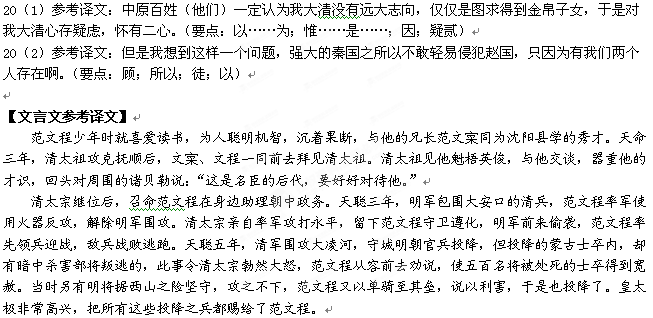 20（1）参考译文：中原百姓（他们）一定认为我大清没有远大志向，仅仅是图求得到金帛子女，于是对
我大清心存疑虑，怀有二心。（要点：以……为；惟……是……；因；疑贰）
20（2）参考译文：但是我想到这样一个问题，强大的秦国之所以不敢轻易侵犯赵国，只因为有我们两个
人存在啊。（要点：顾；所以；徒；以）
【文言文参考译文】
范文程少年时就喜爱读书，为人聪明机智，沉着果断，与他的兄长范文寀同为沈阳县学的秀才。天命
三年，清太祖攻克抚顺后，文寀、文程一同前去拜见清太祖。清太祖见他魁梧英俊，与他交谈，器重他的
才识，回头对周围的诸贝勒说：“这是名臣的后代，要好好对待他。”
清太宗继位后，召命范文程在身边助理朝中政务。天聪三年，明军包围大安口的清兵，范文程率军使
用火器反攻，解除明军围攻。清太宗亲自率军攻打永平，留下范文程守卫遵化，明军前来偷袭，范文程率
先领兵迎战，敌兵战败逃跑。天聪五年，清军围攻大凌河，守城明朝官兵投降，但投降的蒙古士卒内，却
有暗中杀害部将叛逃的，此事令清太宗勃然大怒，范文程从容前去劝说，使五百名将被处死的士卒得到宽
赦。当时另有明将据西山之险坚守，攻之不下，范文程又以单骑至其垒，说以利害，于是也投降了。皇太
极非常高兴，把所有这些投降之兵都赐给了范文程。